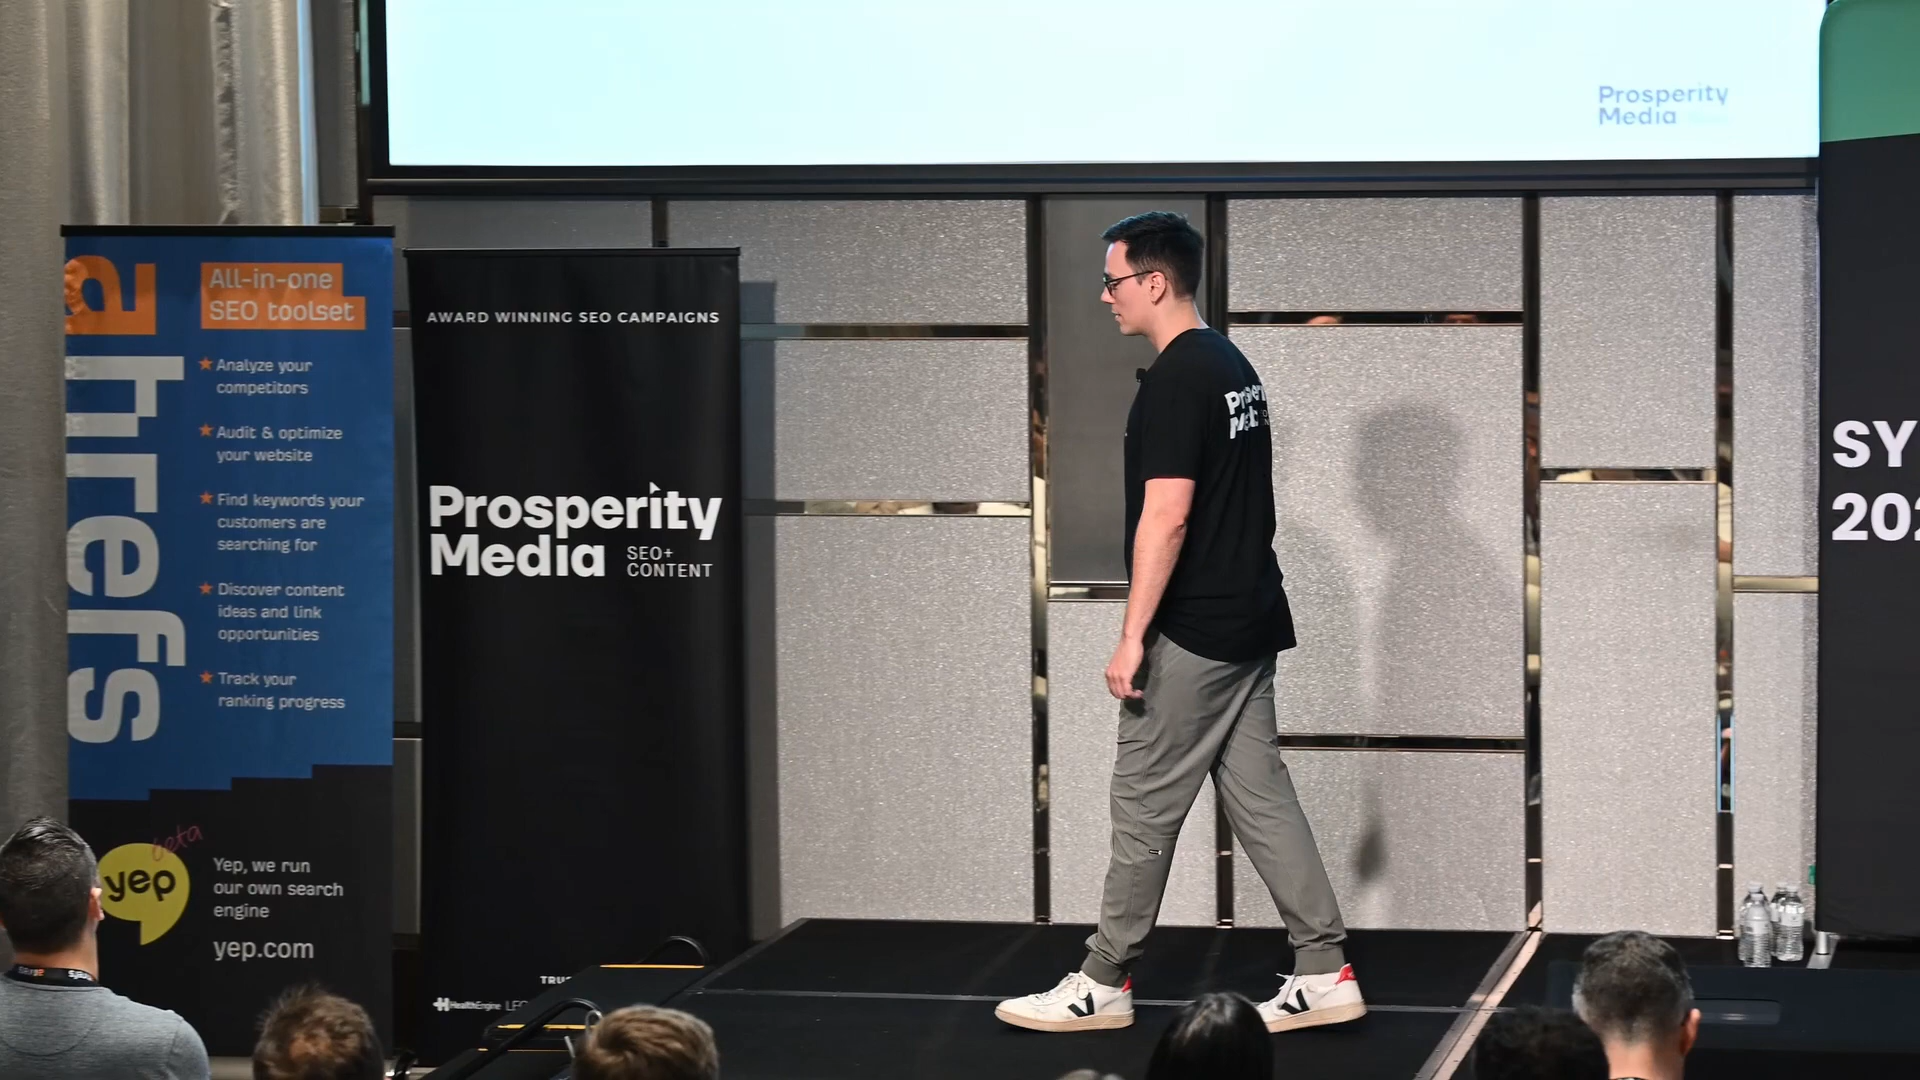 Prosperity
Media
ahrefs
All-in-one
SEO toolset
Analyze your
competitors
Audit & optimize
your website
Find keywords your
customers are
searching for
Discover content
ideas and link
opportunities
Track your
ranking progress
beta
yep
Yep, we run
our own search
engine
yep.com
AWARD WINNING SEO CAMPAIGNS
Prosperity
Media
SEO+
CONTENT
HealthEngine
SY